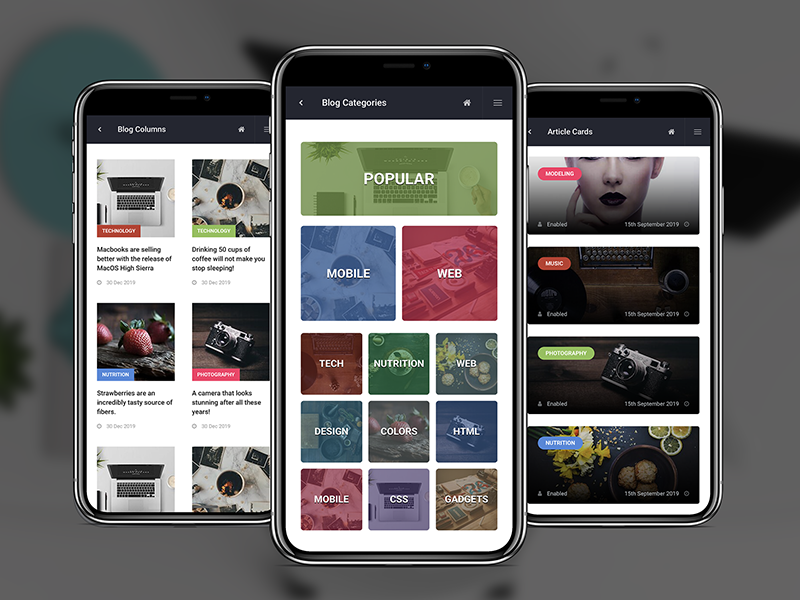 Blog Columns
TECHNOLOGY
Macbooks are selling
better with the release of
MacOS High Sierra
30 Dec 2019
TECHNOLOGY
Drinking 50 cups of
coffee will not make you
stop sleeping!
30 Dec 2019
NUTRITION
Strawberries are an
incredibly tasty source of
fibers.
30 Dec 2019
PHOTOGRAPHY
A camera that looks
stunning after all these
years!
30 Dec 2019
Blog Categories
POPULAR
MOBILE
WEB
TECH
NUTRITION
WEB
DESIGN
COLORS
HTML
MOBILE
CSS
GADGETS
Article Cards
MODELING
Enabled
15th September 2019
MUSIC
Enabled
15th September 2019
PHOTOGRAPHY
Enabled
15th September 2019
NUTRITION
Enabled
15th September 2019